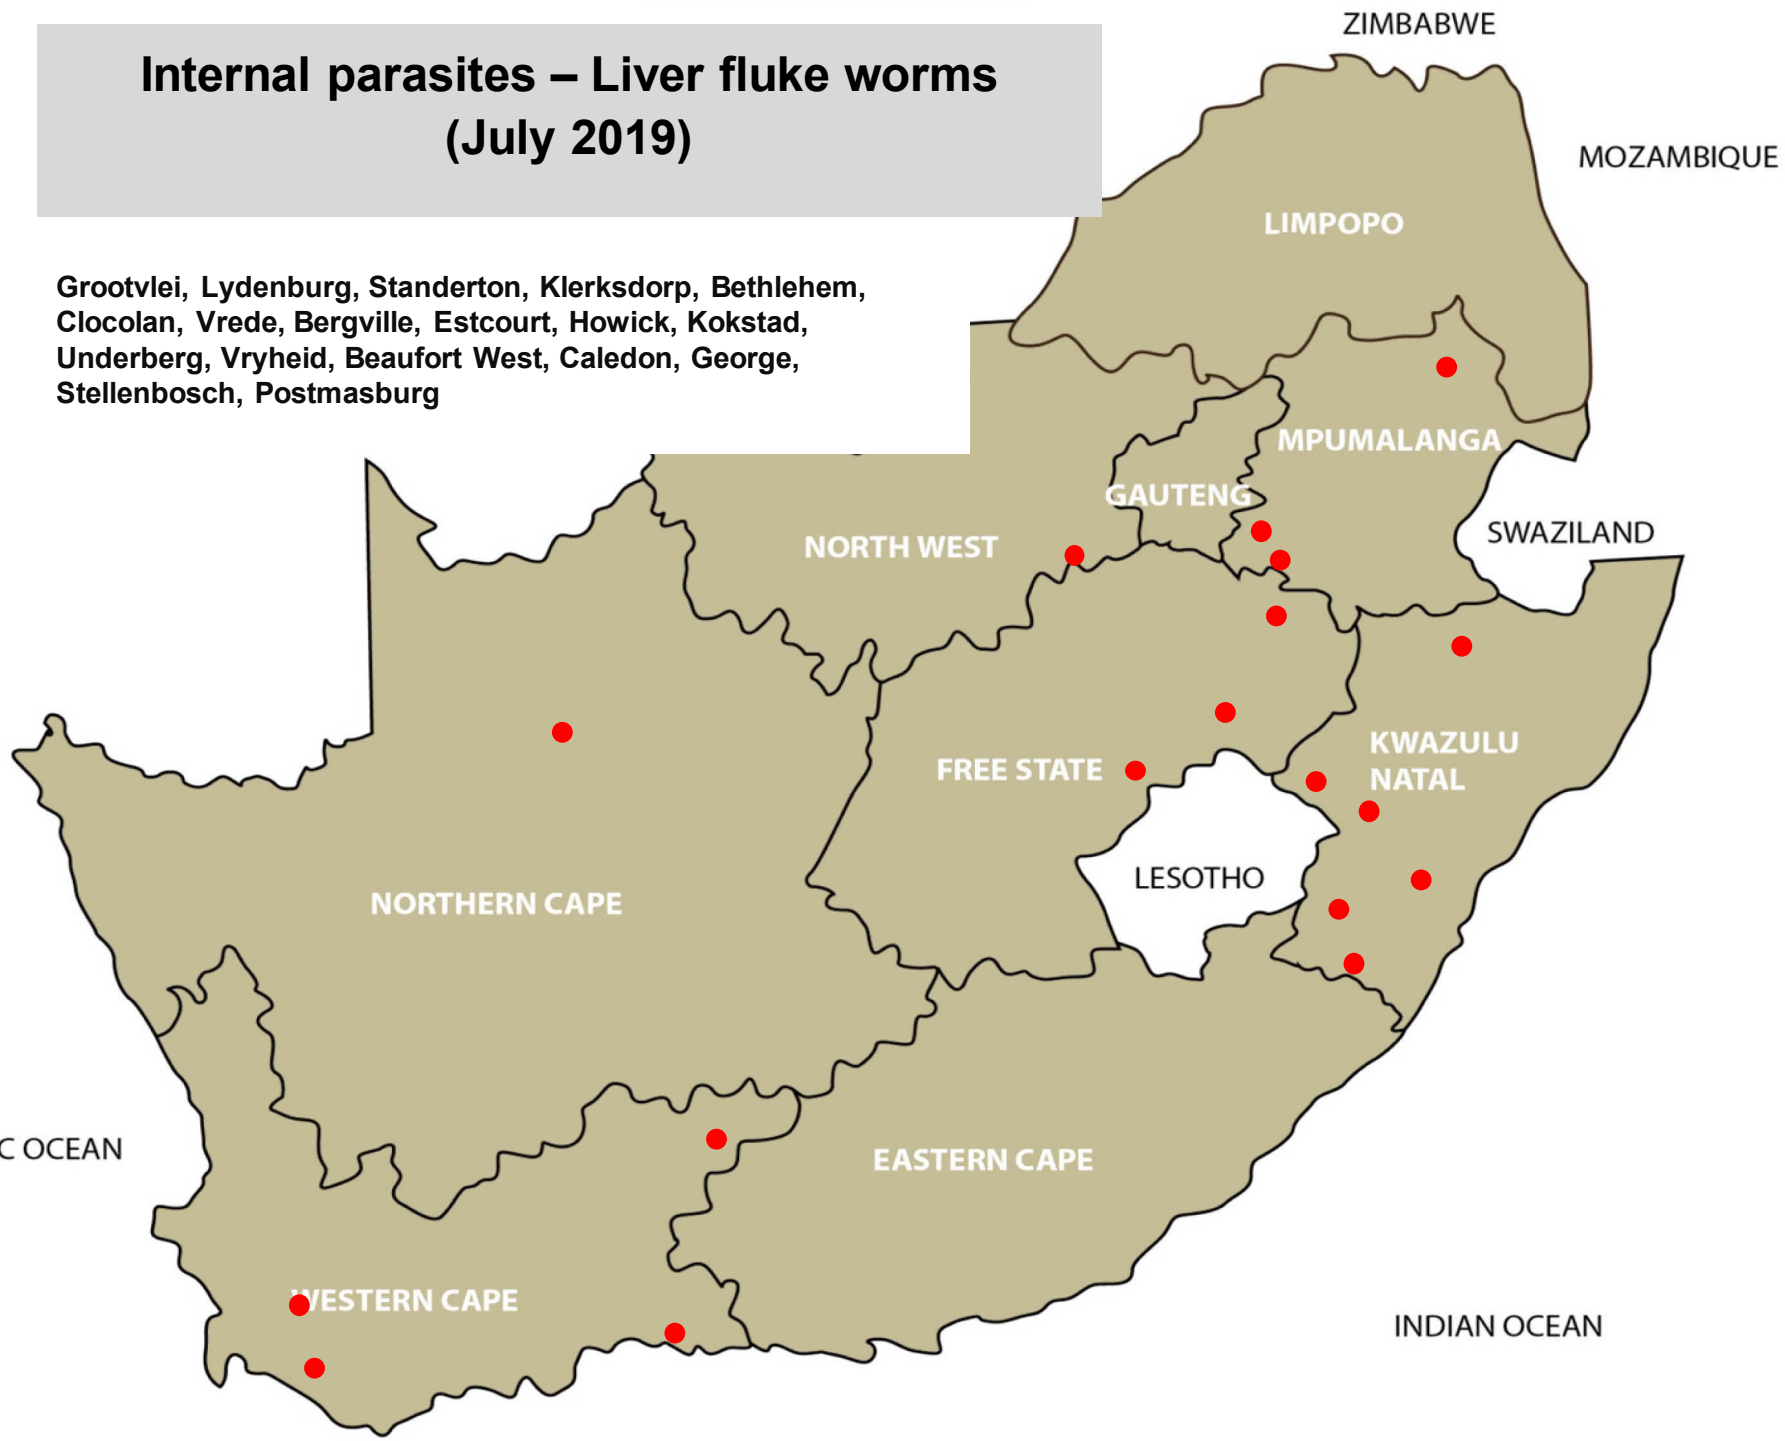 Internal parasites – Liver fluke worms
(July 2019)
Grootvlei, Lydenburg, Standerton, Klerksdorp, Bethlehem,
Clocolan, Vrede, Bergville, Estcourt, Howick, Kokstad,
Underberg, Vryheid, Beaufort West, Caledon, George,
Stellenbosch, Postmasburg
ZIMBABWE
MOZAMBIQUE
LIMPOPO
MPUMALANGA
GAUTENG
SWAZILAND
NORTH WEST
KWAZULU
NATAL
FREE STATE
LESOTHO
NORTHERN CAPE
C OCEAN
EASTERN CAPE
WESTERN CAPE
INDIAN OCEAN